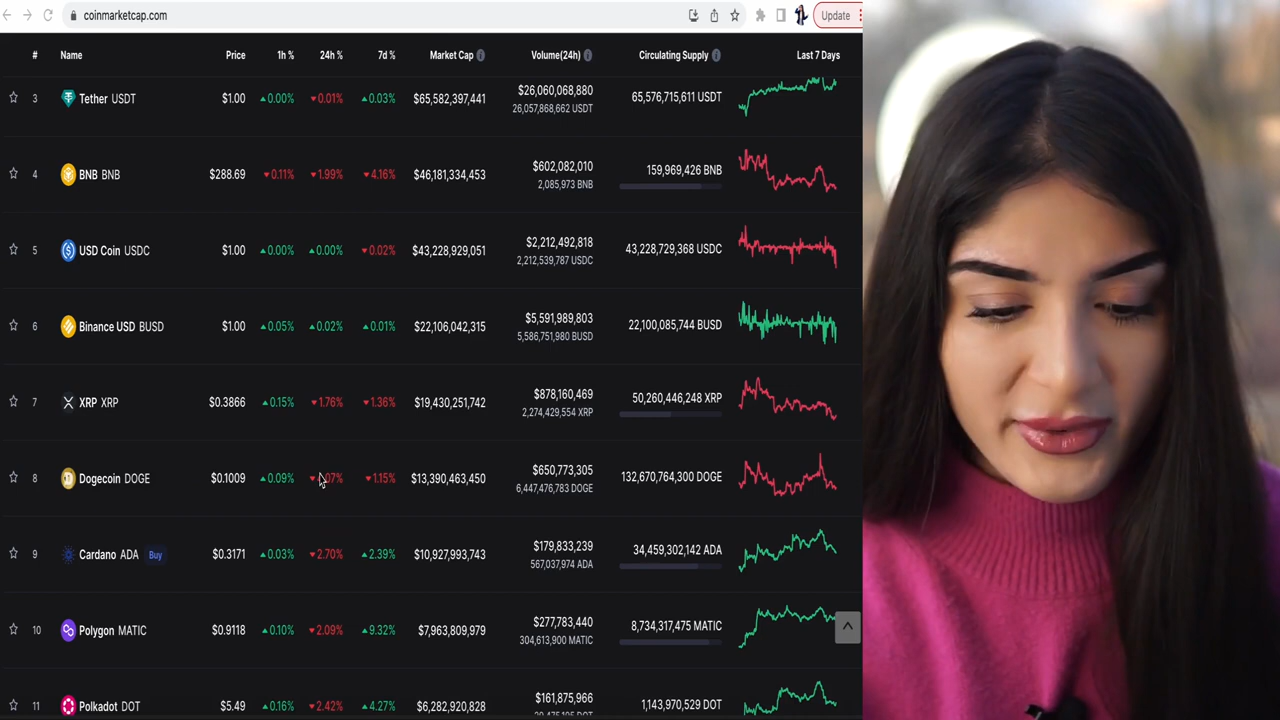 coinmarketcap.com
Update
# Name Price 1h % 24h % 7d % Market Cap Volume(24h) Circulating Supply Last 7 Days
3 Tether USDT $1.00 0.00% 0.01% 0.03% $65,582,397,441 $26,060,068,880 65,576,715,611 USDT
26,057,868,662 USDT
4 BNB BNB $288.69 0.11% 1.99% 4.16% $46,181,334,453 $602,082,010 159,969,426 BNB
2,085,973 BNB
5 USD Coin USDC $1.00 0.00% 0.00% 0.02% $43,228,929,051 $2,212,492,818 43,228,729,368 USDC
2,212,539,787 USDC
6 Binance USD BUSD $1.00 0.05% 0.02% 0.01% $22,106,042,315 $5,591,989,803 22,100,085,744 BUSD
5,586,751,980 BUSD
7 XRP XRP $0.3866 0.15% 1.76% 1.36% $19,430,251,742 $878,160,469 50,260,446,248 XRP
2,274,429,554 XRP
8 Dogecoin DOGE $0.1009 0.09% 1.15% $13,390,463,450 $650,773,305 132,670,764,300 DOGE
6,447,476,783 DOGE
9 Cardano ADA Buy $0.3171 0.03% 2.70% 2.39% $10,927,993,743 $179,833,239 34,459,302,142 ADA
567,037,974 ADA
10 Polygon MATIC $0.9118 0.10% 2.09% 9.32% $7,963,809,979 $277,783,440 8,734,317,475 MATIC
304,613,900 MATIC
11 Polkadot DOT $5.49 0.16% 2.42% 4.27% $6,282,920,828 $161,875,966 1,143,970,529 DOT